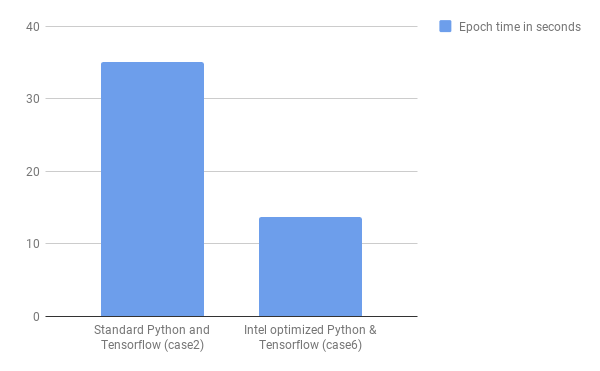 40
30
20
10
0
Epoch time in seconds
Standard Python and
Tensorflow (case2)
Intel optimized Python &
Tensorflow (case6)